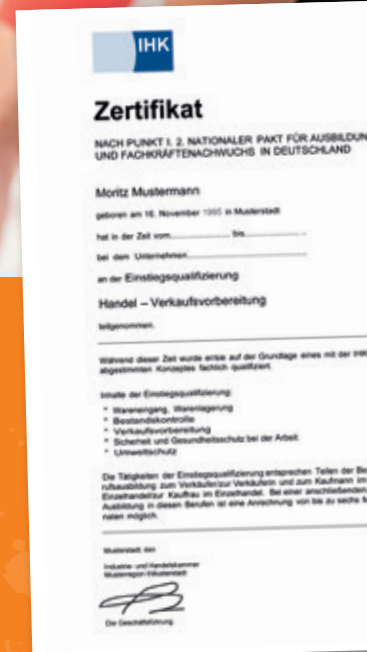 IHK
Zertifikat
NACH PUNKT I. 2. NATIONALER PAKT FÜR AUSBILDUN
UND FACHKRÄFTENACHWUCHS IN DEUTSCHLAND
Moritz Mustermann
geboren am 16. November 1995 in Musterstadt
hat in der Zeit vom.................... bis....................
bei dem Unternehmen..............................
an der Einstiegsqualifizierung
Handel – Verkaufsvorbereitung
teilgenommen.
Während dieser Zeit wurde er/sie auf der Grundlage eines mit der IHK
abgestimmten Konzeptes fachlich qualifiziert.
Inhalte der Einstiegsqualifizierung:
* Wareneingang, Warenlagerung
* Bestandskontrolle
* Verkaufsvorbereitung
* Sicherheit und Gesundheitsschutz bei der Arbeit
* Umweltschutz
Die Tätigkeiten der Einstiegsqualifizierung entsprechen Teilen der Be
rufsausbildung zum Verkäufer/zur Verkäuferin und zum Kaufmann im
Einzelhandel/zur Kauffrau im Einzelhandel. Bei einer anschließenden
Ausbildung in diesen Berufen ist eine Anrechnung von bis zu sechs M
naten möglich.
Musterstadt, den
Industrie- und Handelskammer
Musterregion
Die Geschäftsführung